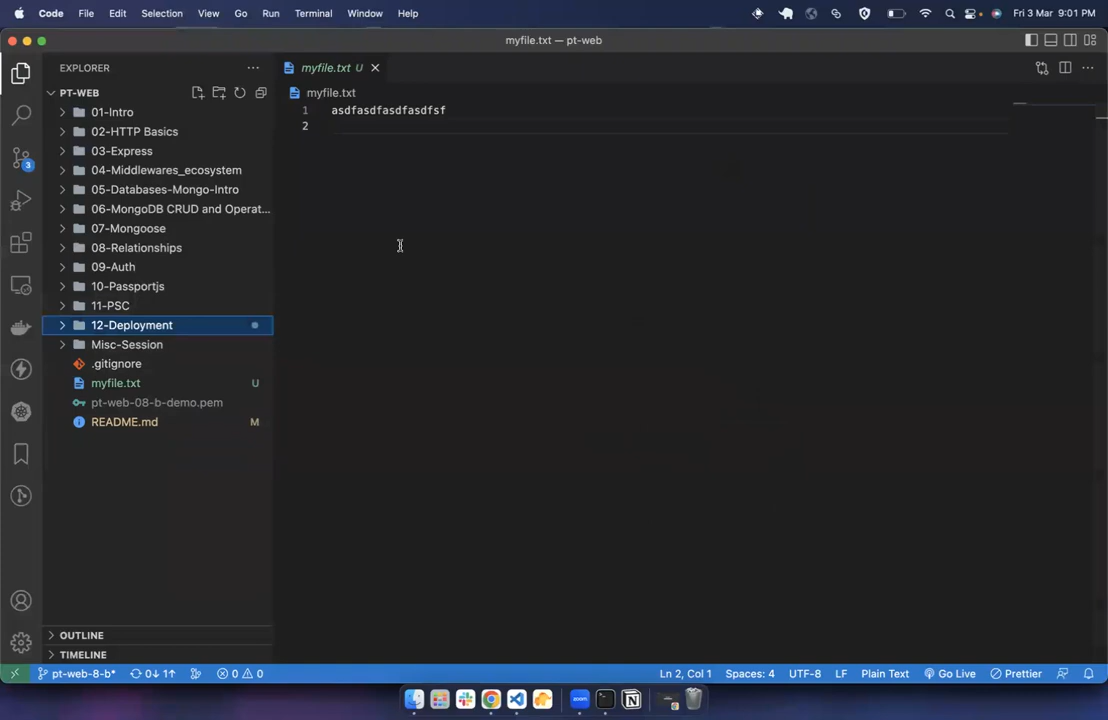 Code File Edit Selection View Go Run Terminal Window Help Fri 3 Mar 9:01 PM
myfile.txt — pt-web
EXPLORER
myfile.txt U
PT-WEB
myfile.txt
01-Intro
1 asdfasdfasdfasdfsf
2
02-HTTP Basics
03-Express
04-Middlewares_ecosystem
3
05-Databases-Mongo-Intro
06-MongoDB CRUD and Operat...
07-Mongoose
08-Relationships
09-Auth
10-Passportjs
11-PSC
12-Deployment
Misc-Session
.gitignore
myfile.txt U
pt-web-08-b-demo.pem
README.md M
OUTLINE
TIMELINE
pt-web-8-b* 0↓ 1↑ 0 0 Ln 2, Col 1 Spaces: 4 UTF-8 LF Plain Text Go Live Prettier
zoom